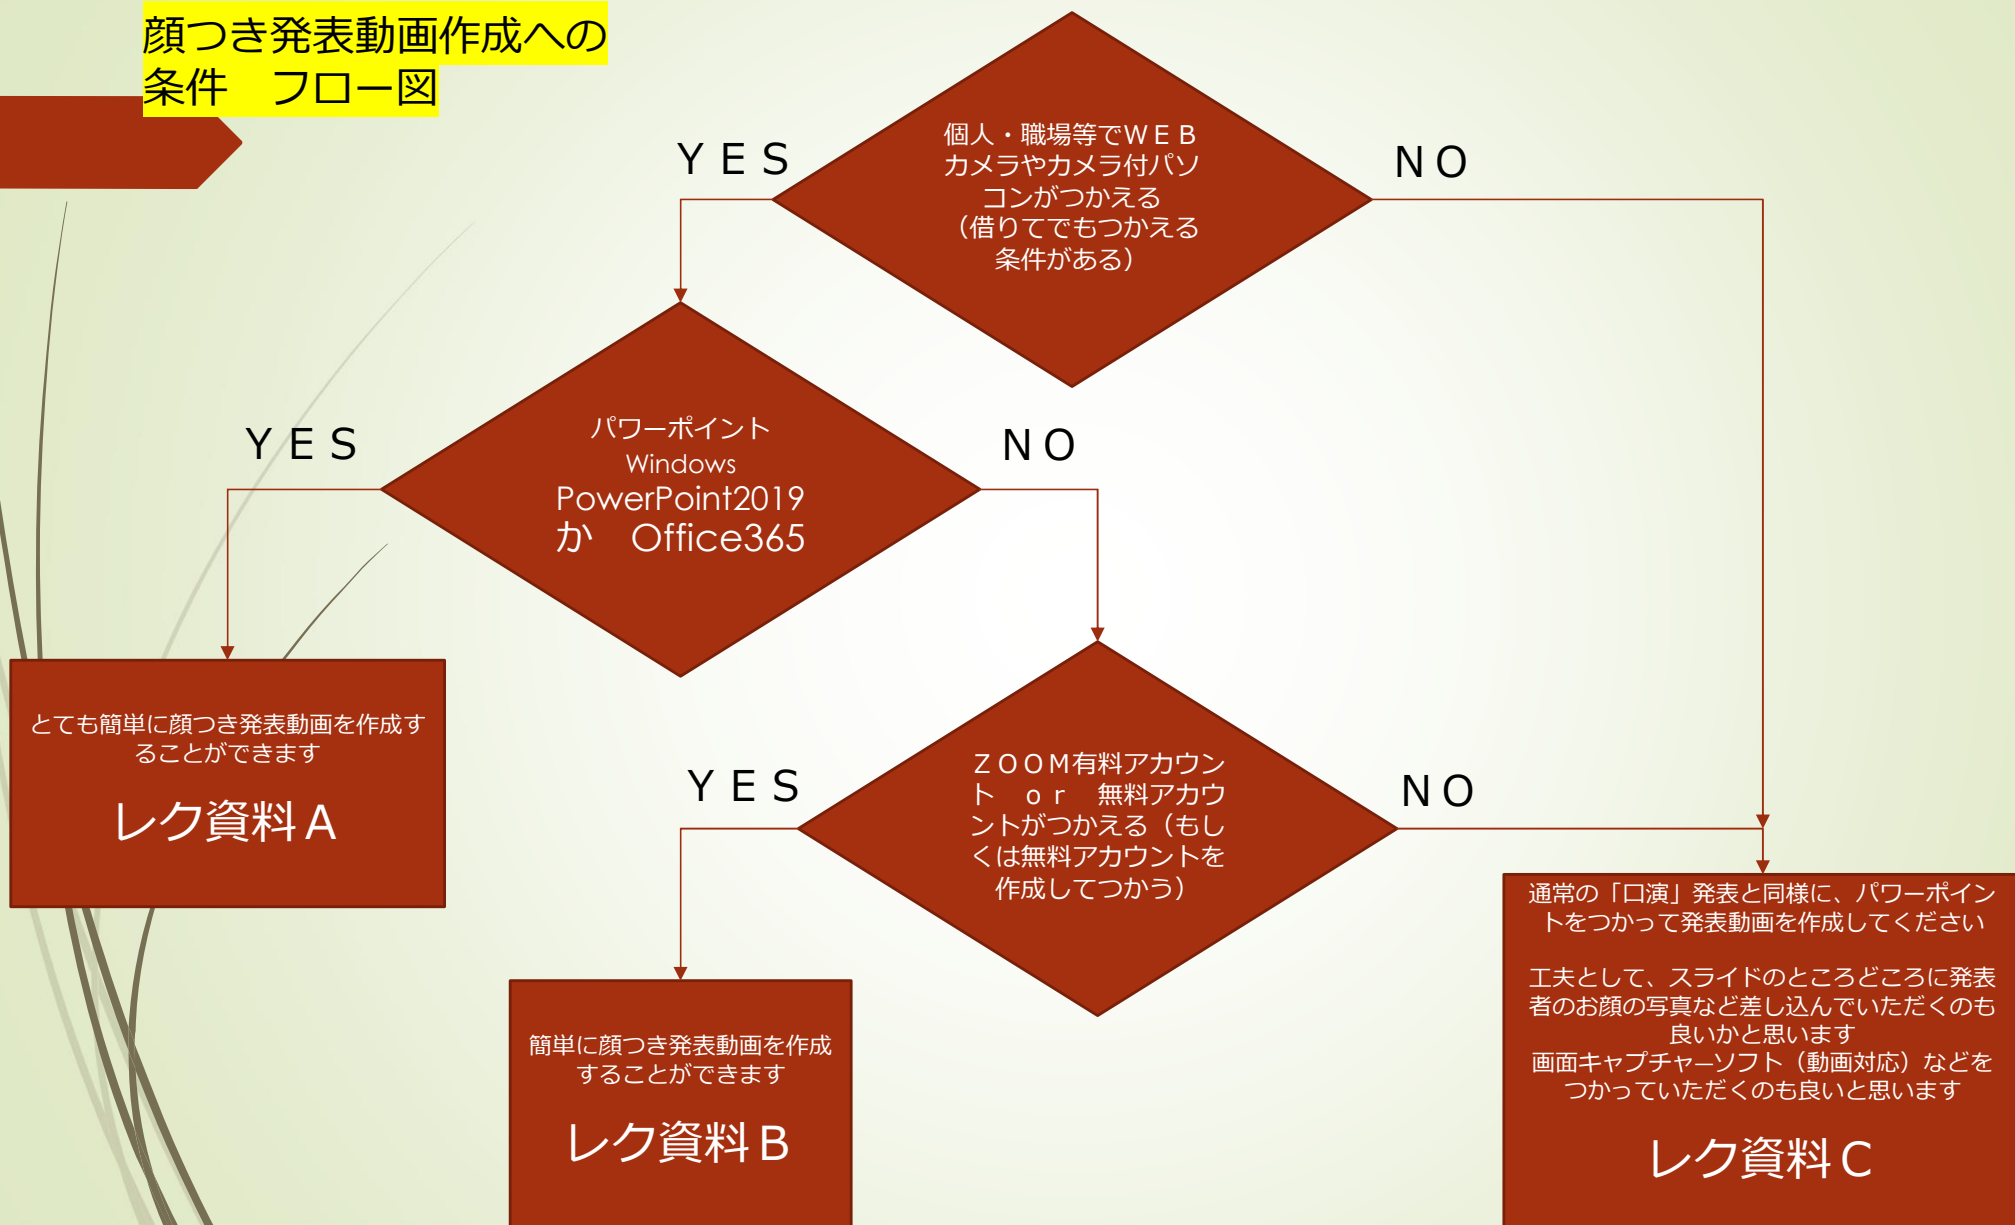 顔つき発表動画作成への
条件　フロー図
個人・職場等でＷＥＢ
カメラやカメラ付パソ
コンがつかえる
（借りてでもつかえる
条件がある）
ＹＥＳ
ＮＯ
パワーポイント
Windows
PowerPoint2019
か　Office365
ＹＥＳ
ＮＯ
とても簡単に顔つき発表動画を作成す
ることができます
レク資料Ａ
ＺＯＯＭ有料アカウン
ト　ｏｒ　無料アカウ
ントがつかえる（もし
くは無料アカウントを
作成してつかう）
ＹＥＳ
ＮＯ
簡単に顔つき発表動画を作成
することができます
レク資料Ｂ
通常の「口演」発表と同様に、パワーポイン
トをつかって発表動画を作成してください
工夫として、スライドのところどころに発表
者のお顔の写真など差し込んでいただくのも
良いかと思います
画面キャプチャーソフト（動画対応）などを
つかっていただくのも良いと思います
レク資料Ｃ